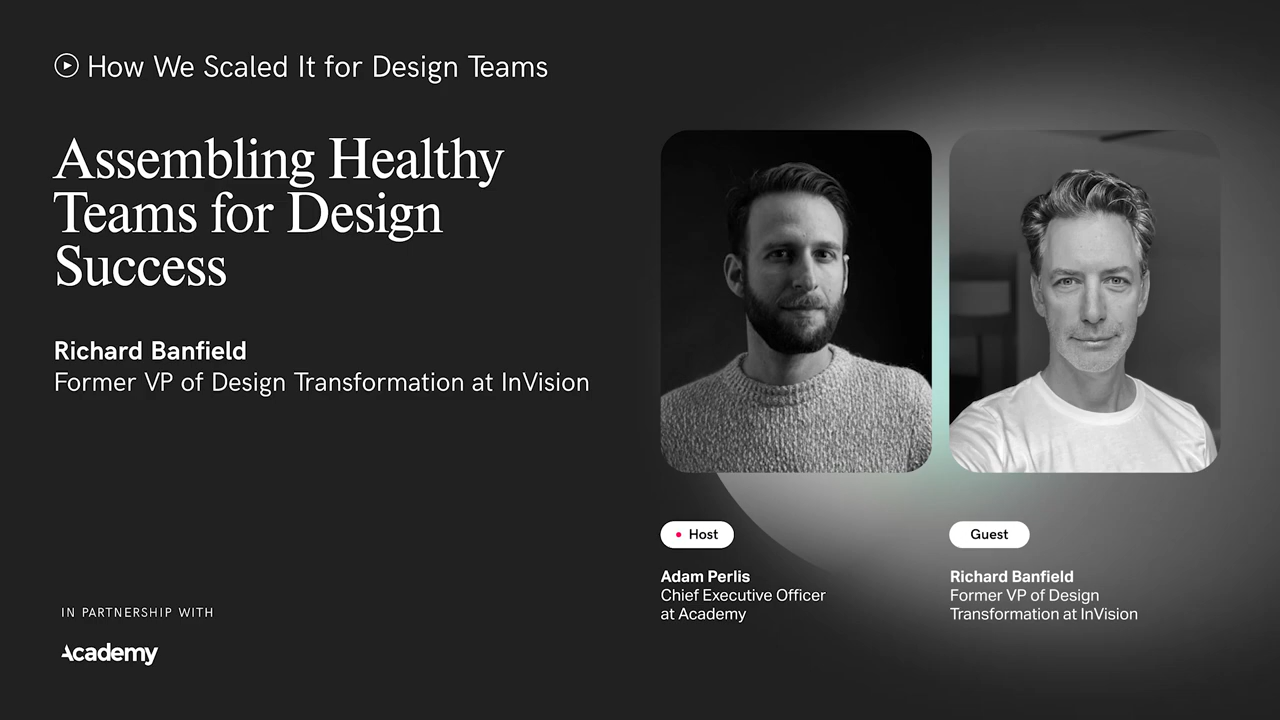 How We Scaled It for Design Teams
Assembling Healthy
Teams for Design
Success
Richard Banfield
Former VP of Design Transformation at InVision
IN PARTNERSHIP WITH
Academy
Host
Adam Perlis
Chief Executive Officer
at Academy
Guest
Richard Banfield
Former VP of Design
Transformation at InVision